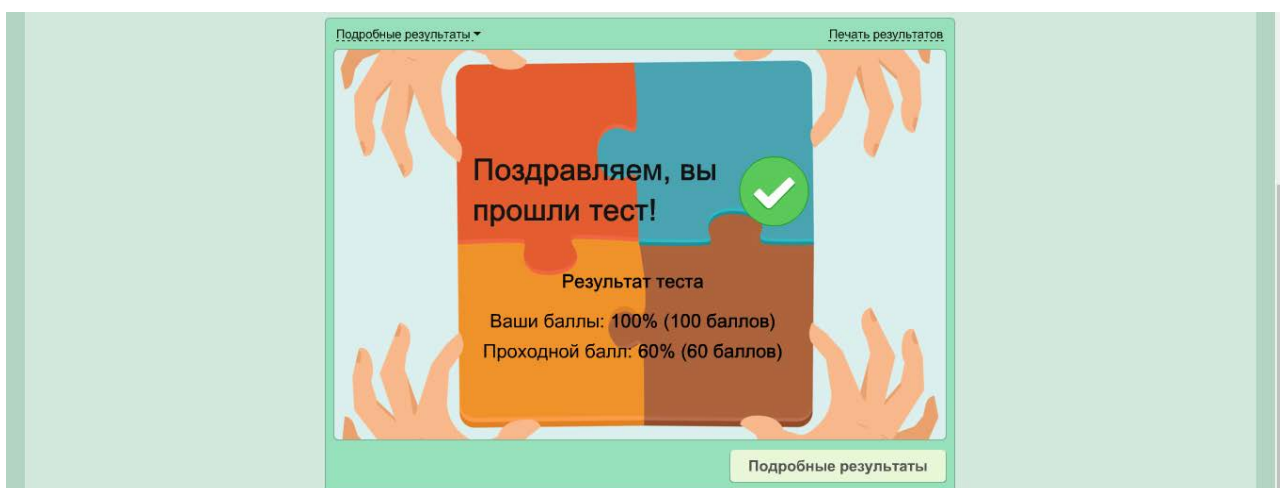 Подробные результаты
Печать результатов
Поздравляем, вы
прошли тест!
Результат теста
Ваши баллы: 100% (100 баллов)
Проходной балл: 60% (60 баллов)
Подробные результаты